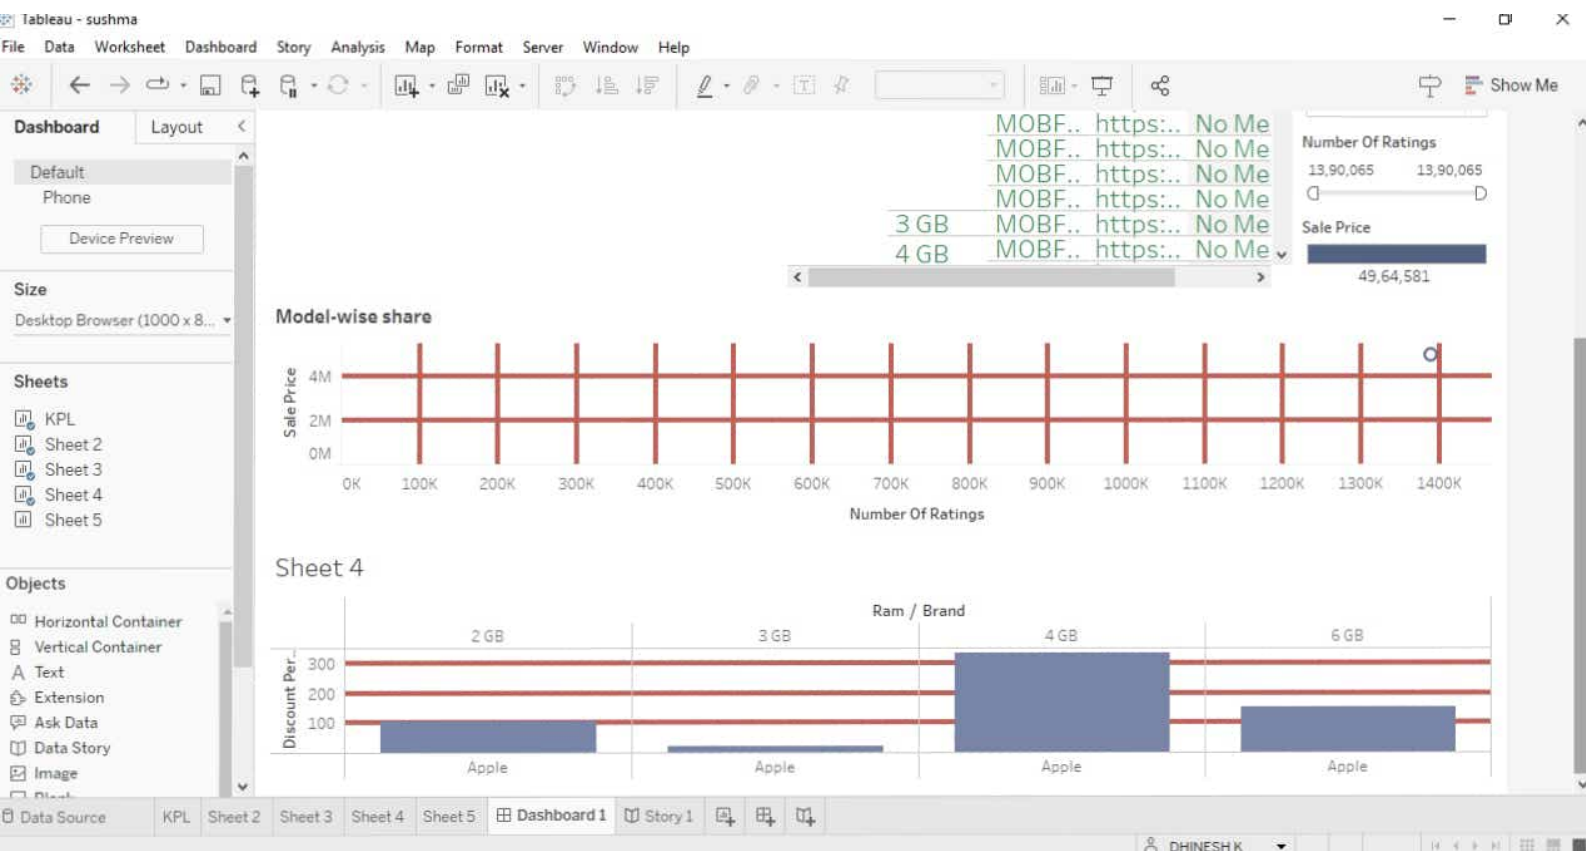 Tableau - sushma
File Data Worksheet Dashboard Story Analysis Map Format Server Window Help
Show Me
Dashboard Layout
Default
Phone
Device Preview
Size
Desktop Browser (1000 x 8...
Sheets
KPL
Sheet 2
Sheet 3
Sheet 4
Sheet 5
Objects
Horizontal Container
Vertical Container
Text
Extension
Ask Data
Data Story
Image
MOBF.. https:.. No Me
MOBF.. https:.. No Me
MOBF.. https:.. No Me
MOBF.. https:.. No Me
3 GB MOBF.. https:.. No Me
4 GB MOBF.. https:.. No Me
Number Of Ratings
13,90,065 13,90,065
Sale Price
49,64,581
Model-wise share
Sale Price
4M
2M
0M
0K 100K 200K 300K 400K 500K 600K 700K 800K 900K 1000K 1100K 1200K 1300K 1400K
Number Of Ratings
Sheet 4
Ram / Brand
2 GB 3 GB 4 GB 6 GB
Discount Per..
300
200
100
Apple Apple Apple Apple
Data Source KPL Sheet 2 Sheet 3 Sheet 4 Sheet 5 Dashboard 1 Story 1
DHINESH K